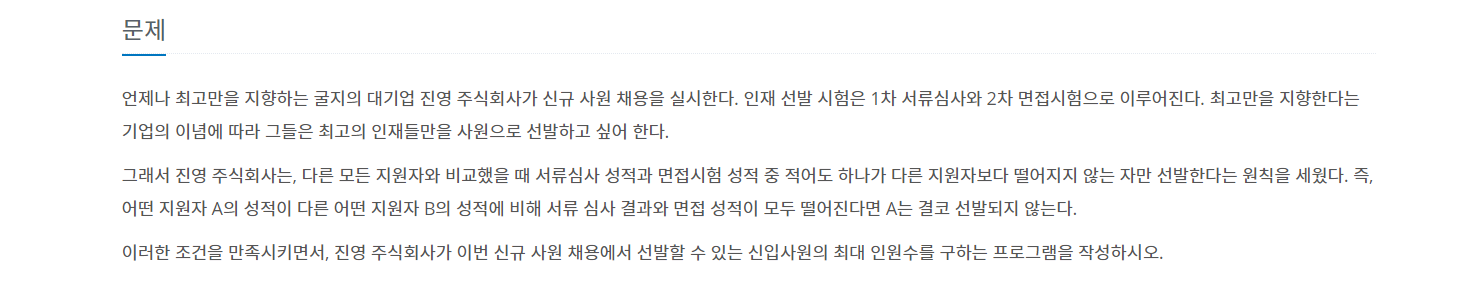 문제
언제나 최고만을 지향하는 굴지의 대기업 진영 주식회사가 신규 사원 채용을 실시한다. 인재 선발 시험은 1차 서류심사와 2차 면접시험으로 이루어진다. 최고만을 지향한다는
기업의 이념에 따라 그들은 최고의 인재들만을 사원으로 선발하고 싶어 한다.
그래서 진영 주식회사는, 다른 모든 지원자와 비교했을 때 서류심사 성적과 면접시험 성적 중 적어도 하나가 다른 지원자보다 떨어지지 않는 자만 선발한다는 원칙을 세웠다. 즉,
어떤 지원자 A의 성적이 다른 어떤 지원자 B의 성적에 비해 서류 심사 결과와 면접 성적이 모두 떨어진다면 A는 결코 선발되지 않는다.
이러한 조건을 만족시키면서, 진영 주식회사가 이번 신규 사원 채용에서 선발할 수 있는 신입사원의 최대 인원수를 구하는 프로그램을 작성하시오.